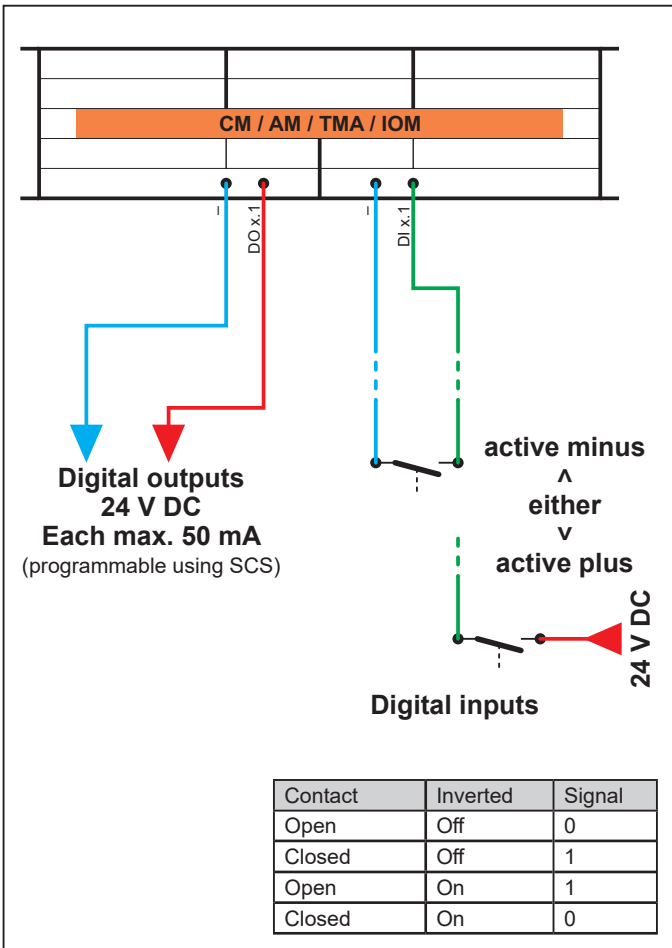 CM / AM / TMA / IOM
–
DO x.1
–
DI x.1
Digital outputs
24 V DC
Each max. 50 mA
(programmable using SCS)
active minus
<
either
<
active plus
24 V DC
Digital inputs
Contact Inverted Signal
Open Off 0
Closed Off 1
Open On 1
Closed On 0